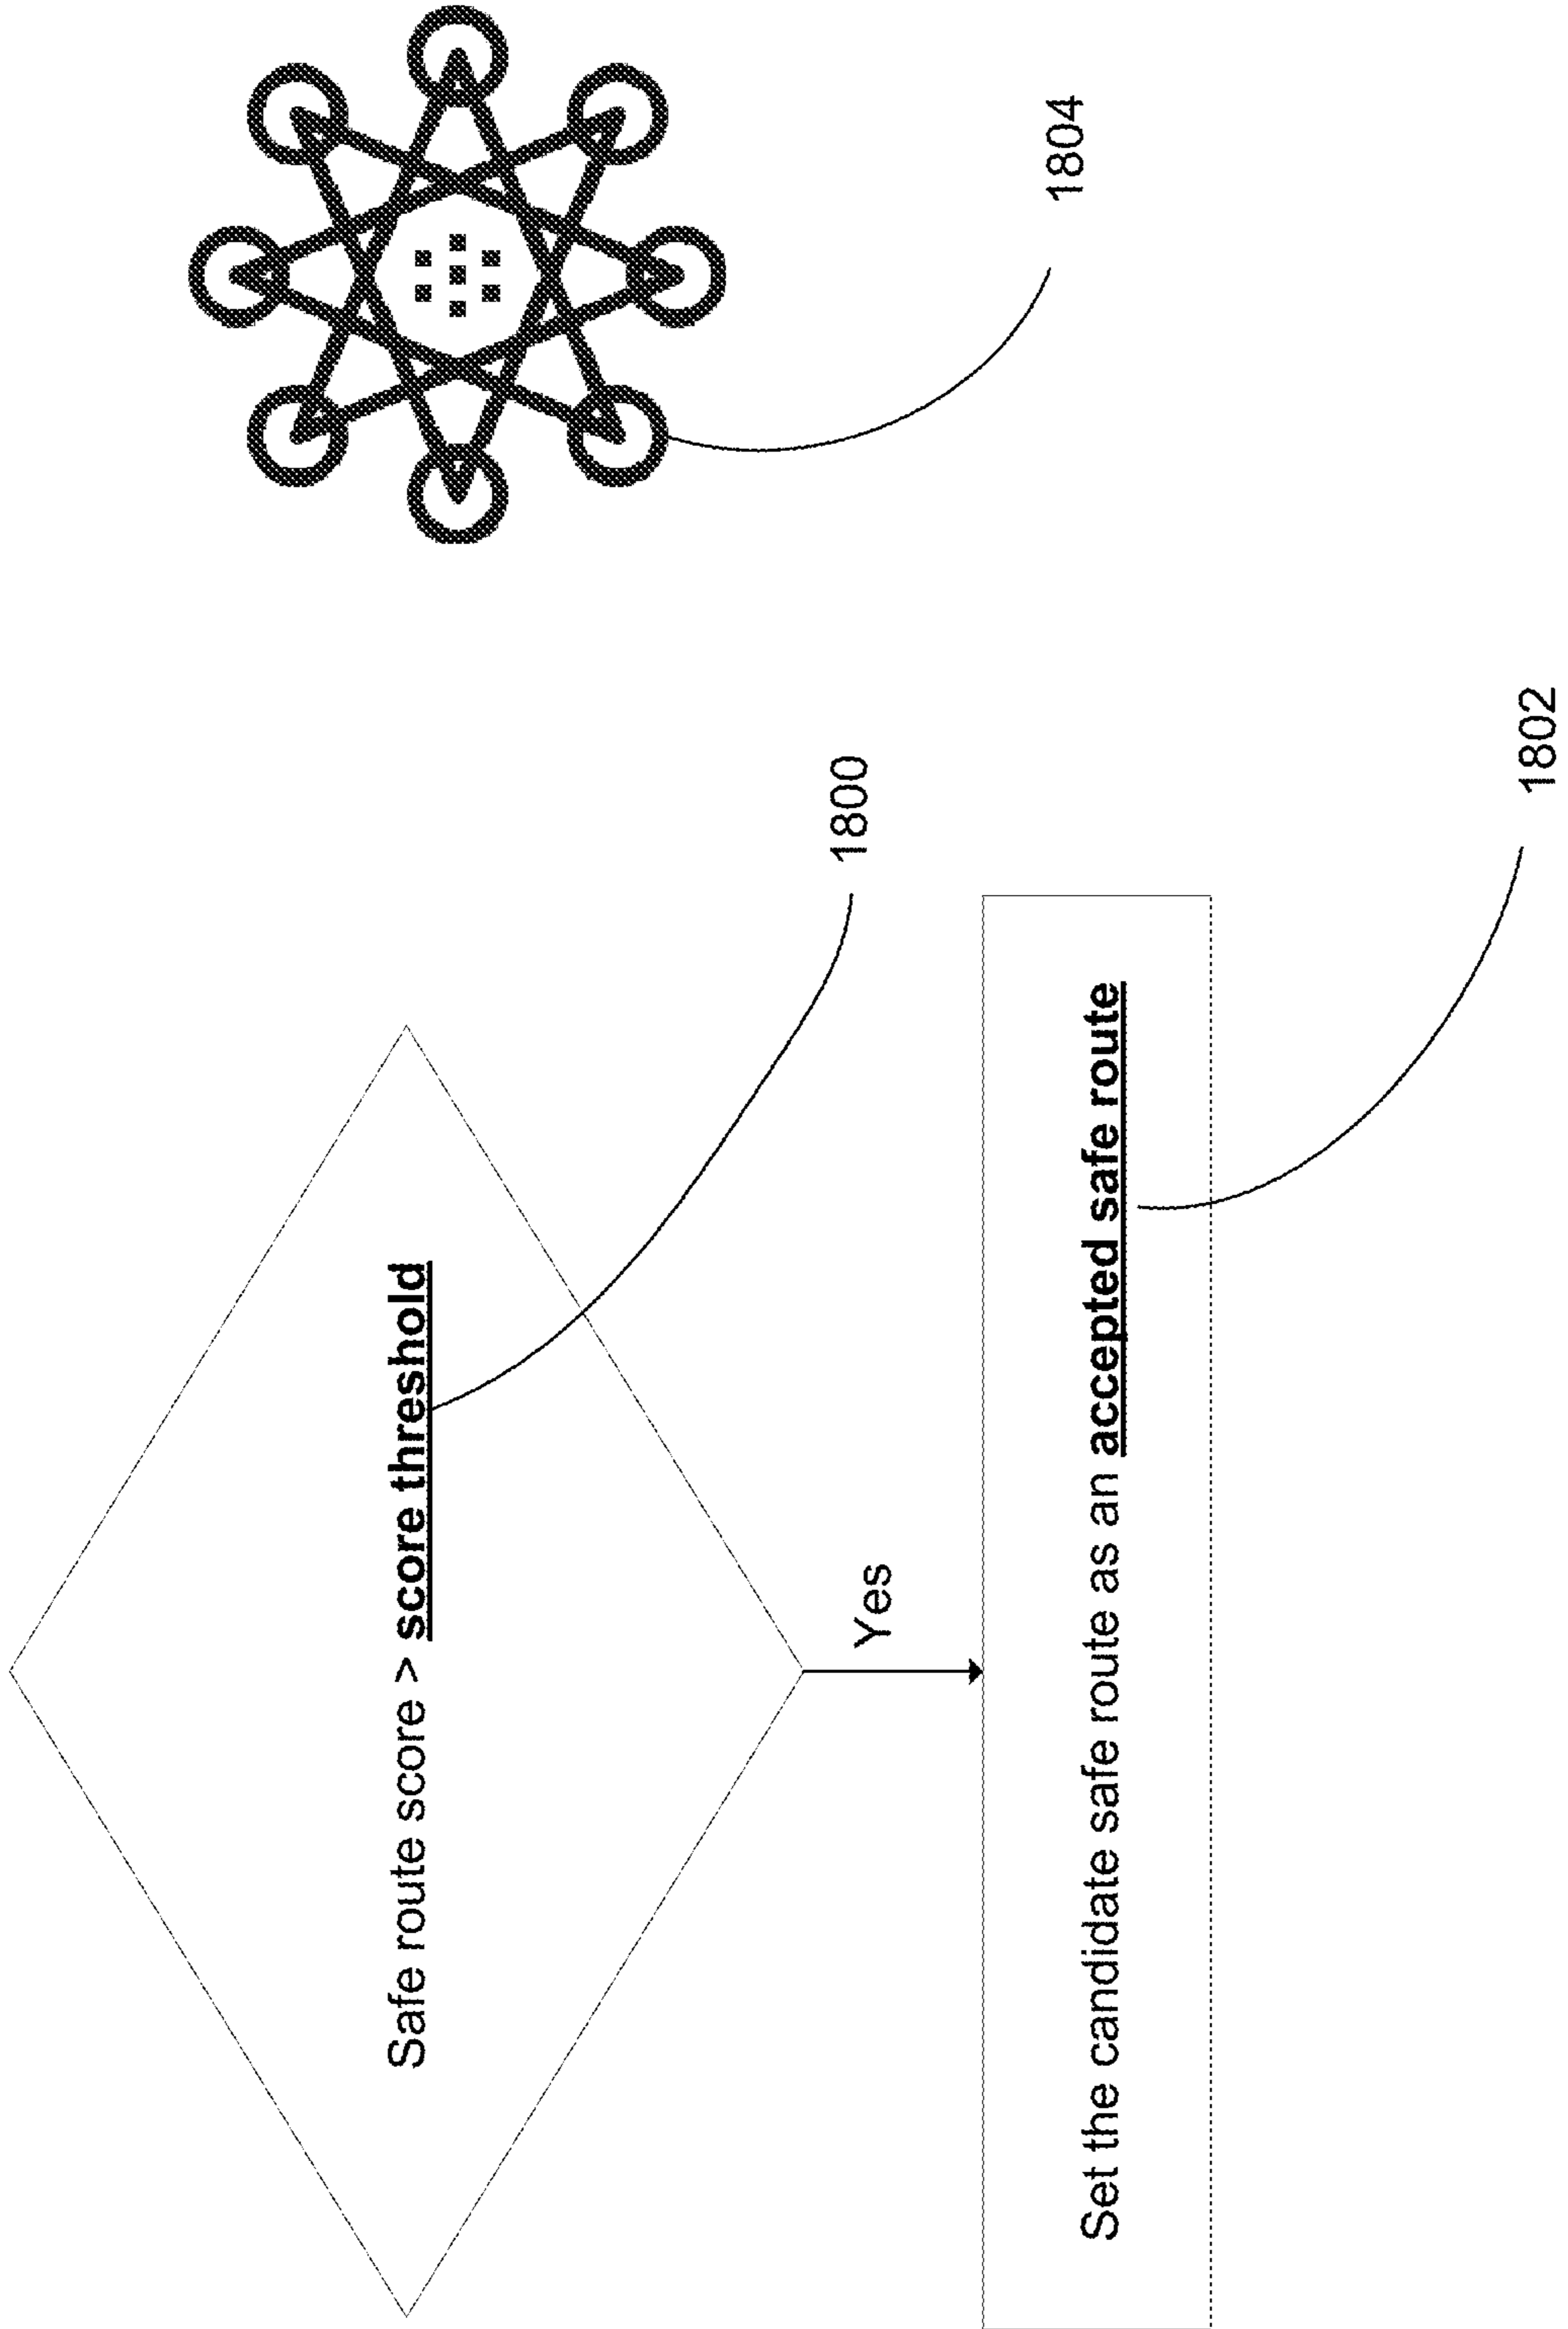 Safe route score > score threshold
1800
Yes
Set the candidate safe route as an accepted safe route
1802
1804